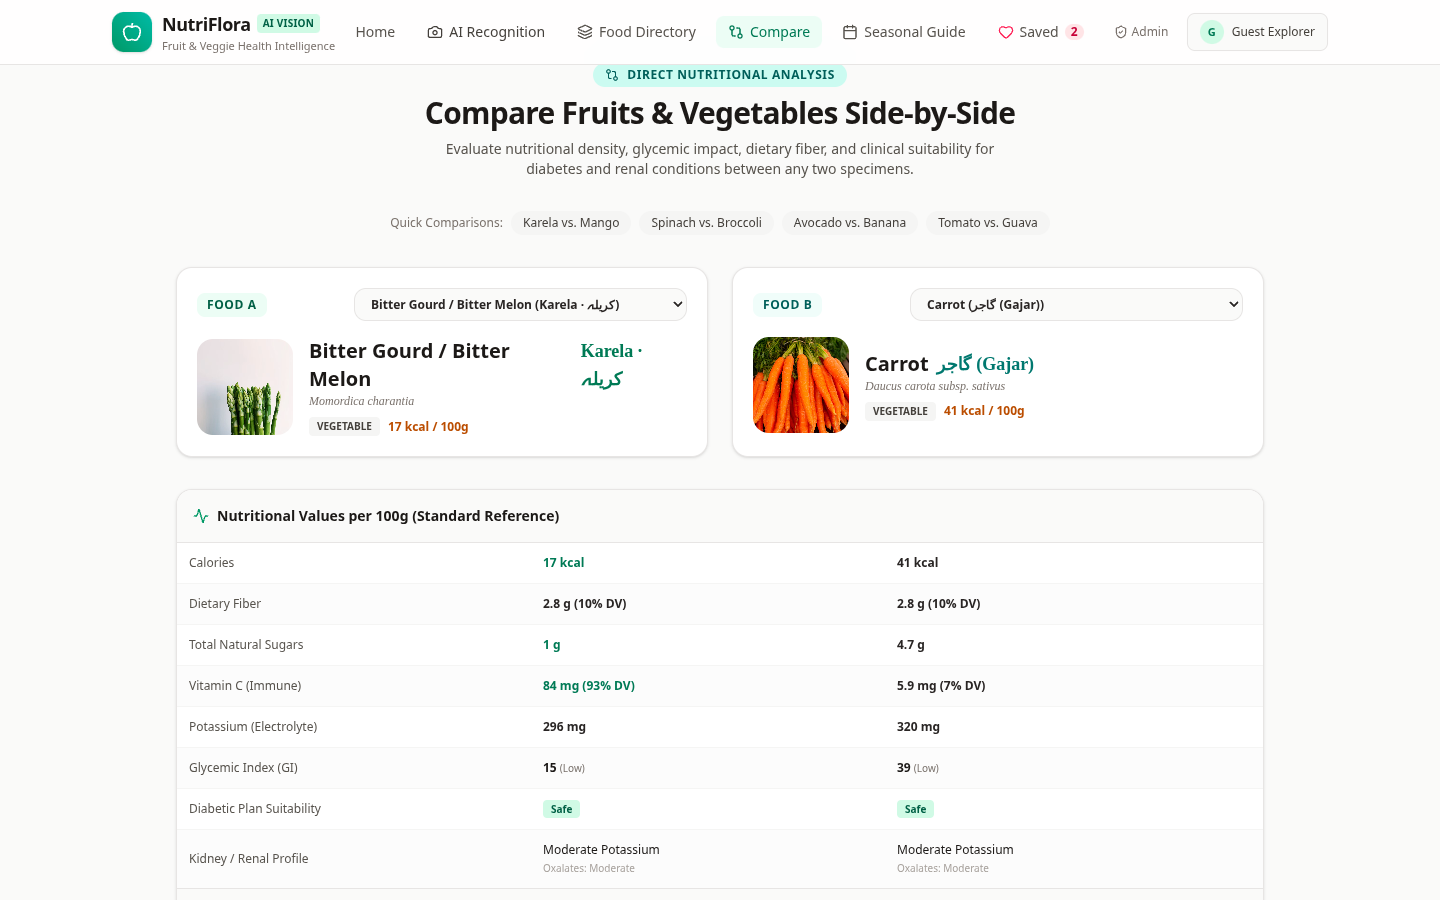 NutriFlora AI VISION
Fruit & Veggie Health Intelligence
Home
AI Recognition
Food Directory
Compare
Seasonal Guide
Saved 2
Admin
G Guest Explorer
DIRECT NUTRITIONAL ANALYSIS
Compare Fruits & Vegetables Side-by-Side
Evaluate nutritional density, glycemic impact, dietary fiber, and clinical suitability for
diabetes and renal conditions between any two specimens.
Quick Comparisons: Karela vs. Mango Spinach vs. Broccoli Avocado vs. Banana Tomato vs. Guava
FOOD A
Bitter Gourd / Bitter Melon (Karela · کریلہ)
Bitter Gourd / Bitter
Melon
Karela ·
کریلہ
Momordica charantia
VEGETABLE 17 kcal / 100g
FOOD B
Carrot (گاجر (Gajar))
Carrot گاجر (Gajar)
Daucus carota subsp. sativus
VEGETABLE 41 kcal / 100g
Nutritional Values per 100g (Standard Reference)
Calories 17 kcal 41 kcal
Dietary Fiber 2.8 g (10% DV) 2.8 g (10% DV)
Total Natural Sugars 1 g 4.7 g
Vitamin C (Immune) 84 mg (93% DV) 5.9 mg (7% DV)
Potassium (Electrolyte) 296 mg 320 mg
Glycemic Index (GI) 15 (Low) 39 (Low)
Diabetic Plan Suitability Safe Safe
Kidney / Renal Profile Moderate Potassium Moderate Potassium
Oxalates: Moderate Oxalates: Moderate